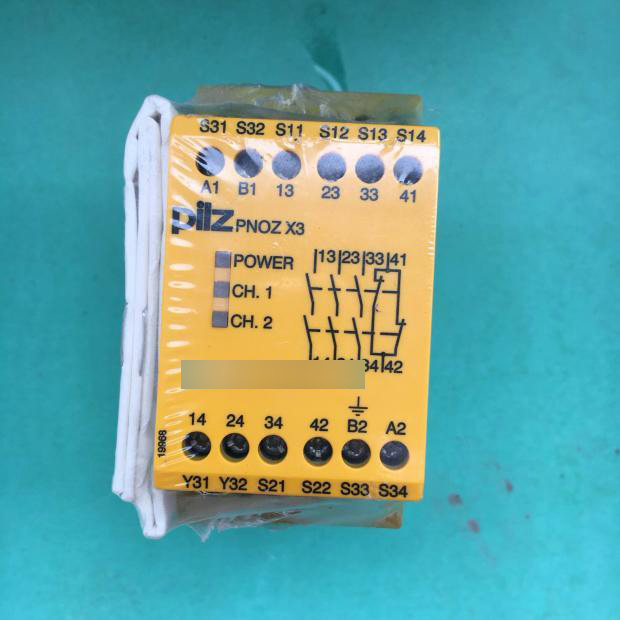 S31 S32 S11 S12 S13 S14
A1 B1 13 23 33 41
pilz PNOZ X3
POWER
CH. 1
CH. 2
13 23 33 41
34 42
14 24 34 42 B2 A2
Y31 Y32 S21 S22 S33 S34
19968